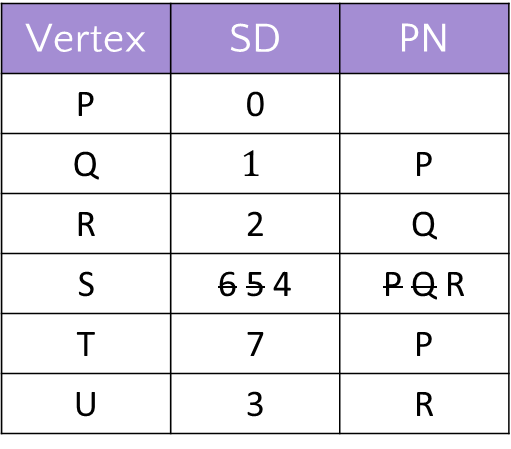 Vertex SD PN
P 0
Q 1 P
R 2 Q
S 6 5 4 P Q R
T 7 P
U 3 R